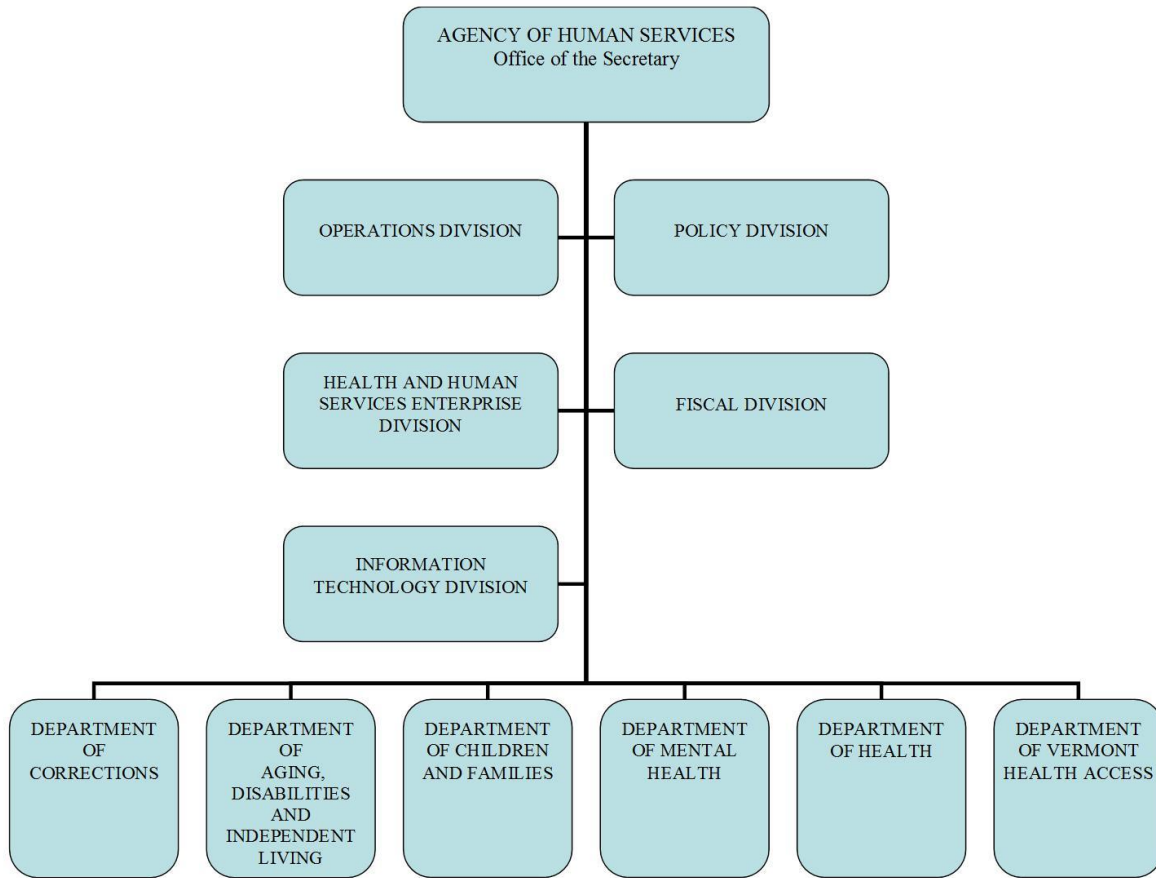 AGENCY OF HUMAN SERVICES
Office of the Secretary
OPERATIONS DIVISION
POLICY DIVISION
HEALTH AND HUMAN
SERVICES ENTERPRISE
DIVISION
FISCAL DIVISION
INFORMATION
TECHNOLOGY DIVISION
DEPARTMENT
OF
CORRECTIONS
DEPARTMENT
OF
AGING,
DISABILITIES
AND
INDEPENDENT
LIVING
DEPARTMENT
OF CHILDREN
AND FAMILIES
DEPARTMENT
OF MENTAL
HEALTH
DEPARTMENT
OF HEALTH
DEPARTMENT
OF VERMONT
HEALTH ACCESS